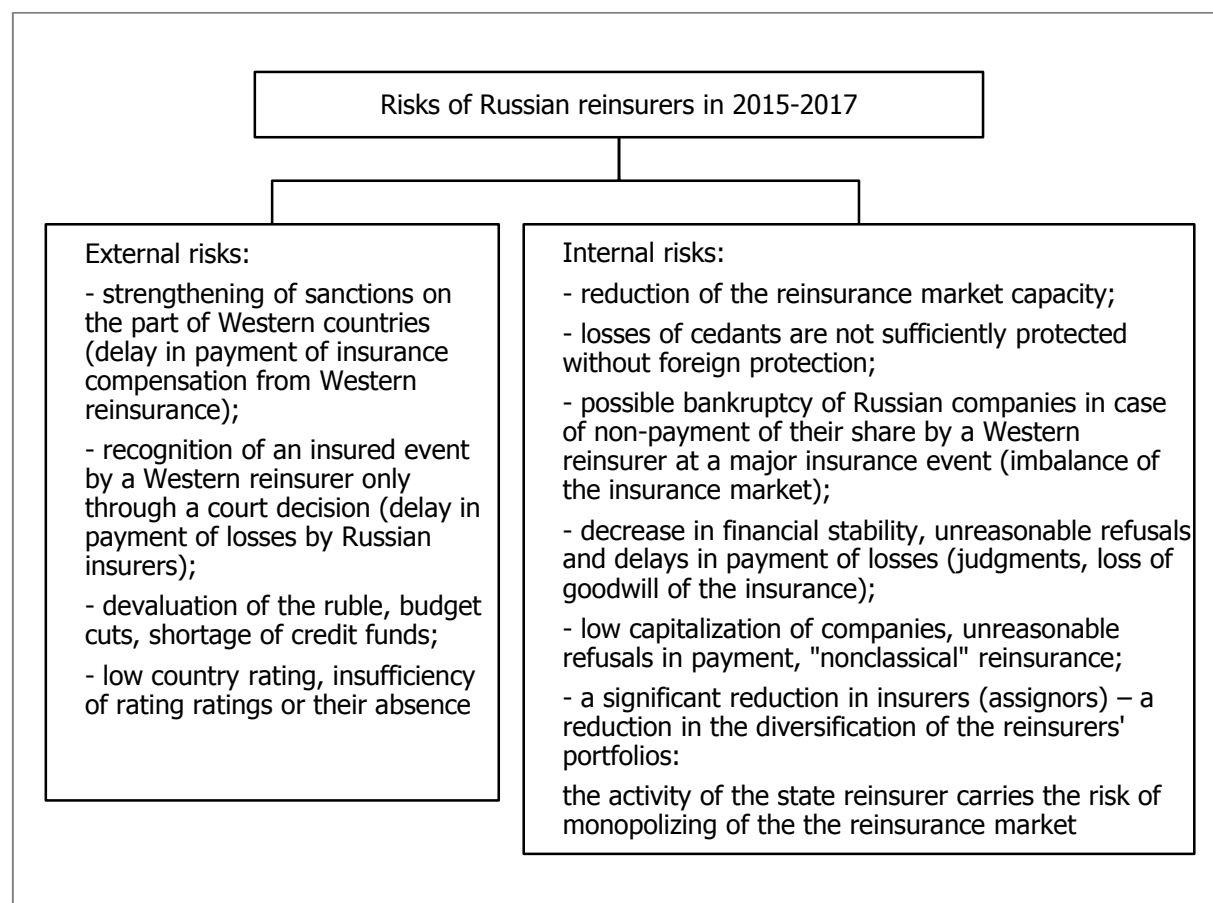 Risks of Russian reinsurers in 2015-2017
External risks:
- strengthening of sanctions on
the part of Western countries
(delay in payment of insurance
compensation from Western
reinsurance);
- recognition of an insured event
by a Western reinsurer only
through a court decision (delay in
payment of losses by Russian
insurers);
- devaluation of the ruble, budget
cuts, shortage of credit funds;
- low country rating, insufficiency
of rating ratings or their absence
Internal risks:
- reduction of the reinsurance market capacity;
- losses of cedants are not sufficiently protected
without foreign protection;
- possible bankruptcy of Russian companies in case
of non-payment of their share by a Western
reinsurer at a major insurance event (imbalance of
the insurance market);
- decrease in financial stability, unreasonable refusals
and delays in payment of losses (judgments, loss of
goodwill of the insurance);
- low capitalization of companies, unreasonable
refusals in payment, "nonclassical" reinsurance;
- a significant reduction in insurers (assignors) – a
reduction in the diversification of the reinsurers'
portfolios:
the activity of the state reinsurer carries the risk of
monopolizing of the the reinsurance market